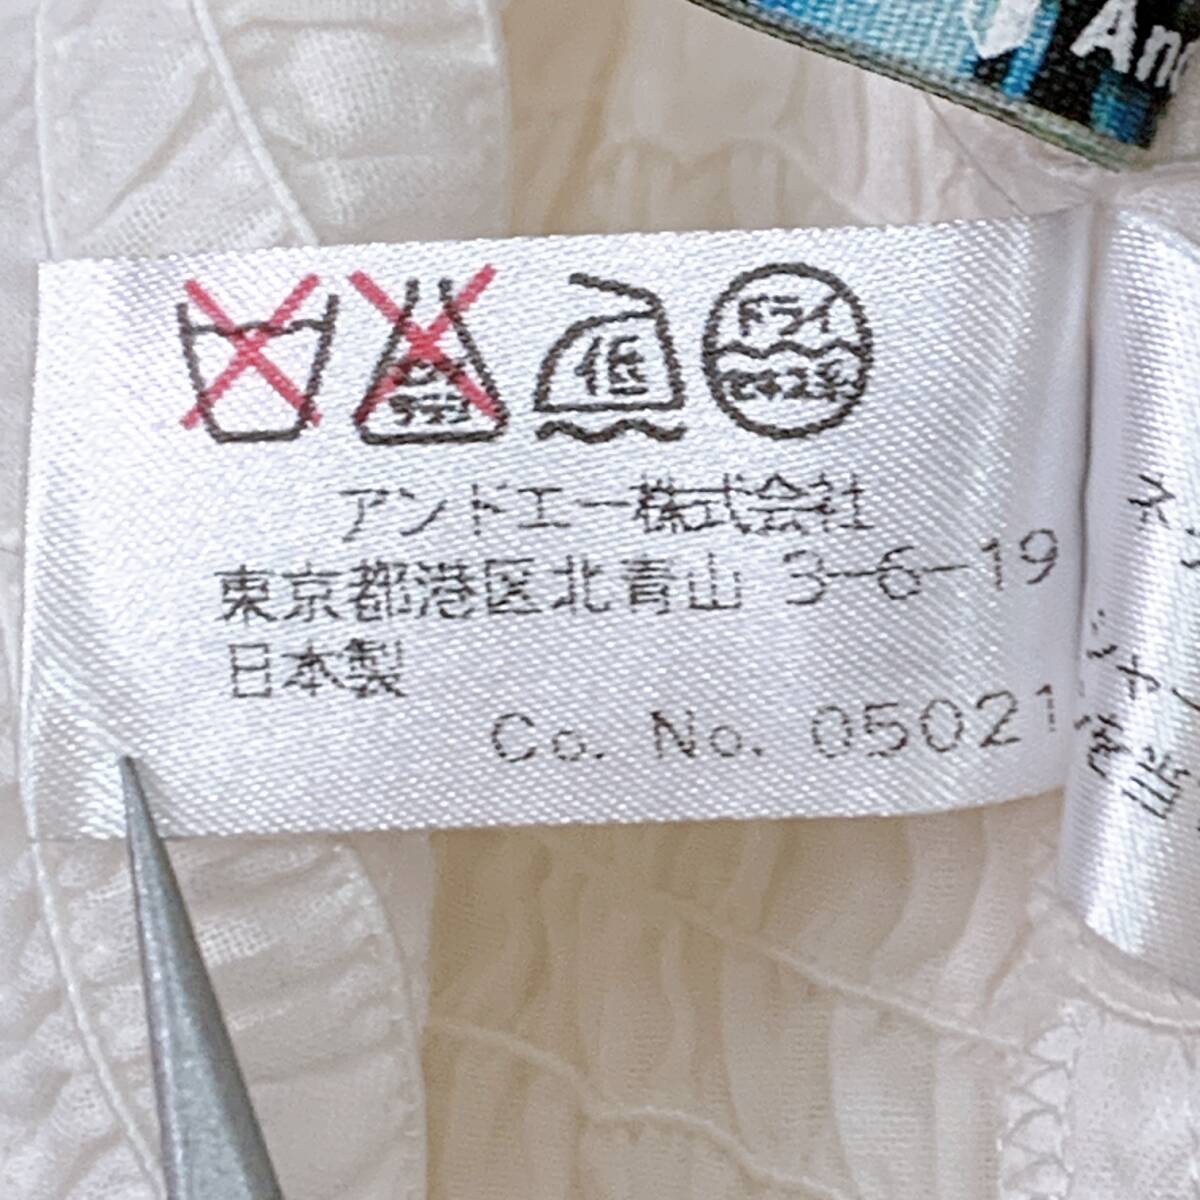 An
低
ドライ
セキユ系
アンドエー株式会社
東京都港区北青山 3-6-19
日本製
Co. No. 05021